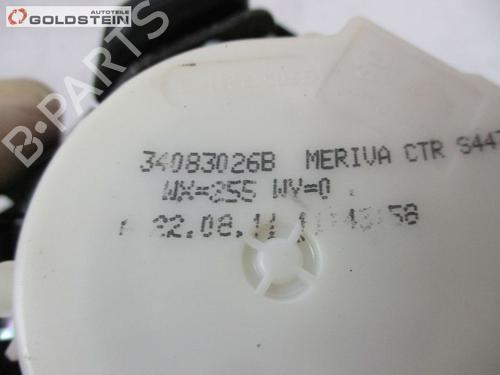 Autoteile
GOLDSTEIN
B-PARTS
34083026B MERIVA CTR S447
WX=255 WY=0
22.08.11